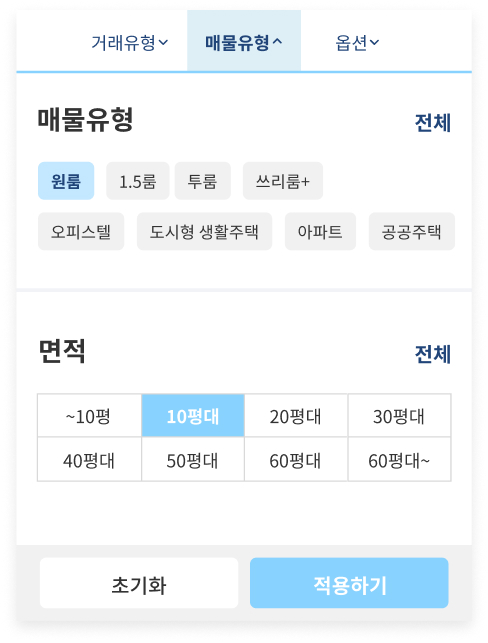 거래유형 매물유형 옵션
매물유형 전체
원룸 1.5룸 투룸 쓰리룸+
오피스텔 도시형 생활주택 아파트 공공주택
면적 전체
~10평 10평대 20평대 30평대
40평대 50평대 60평대 60평대~
초기화 적용하기